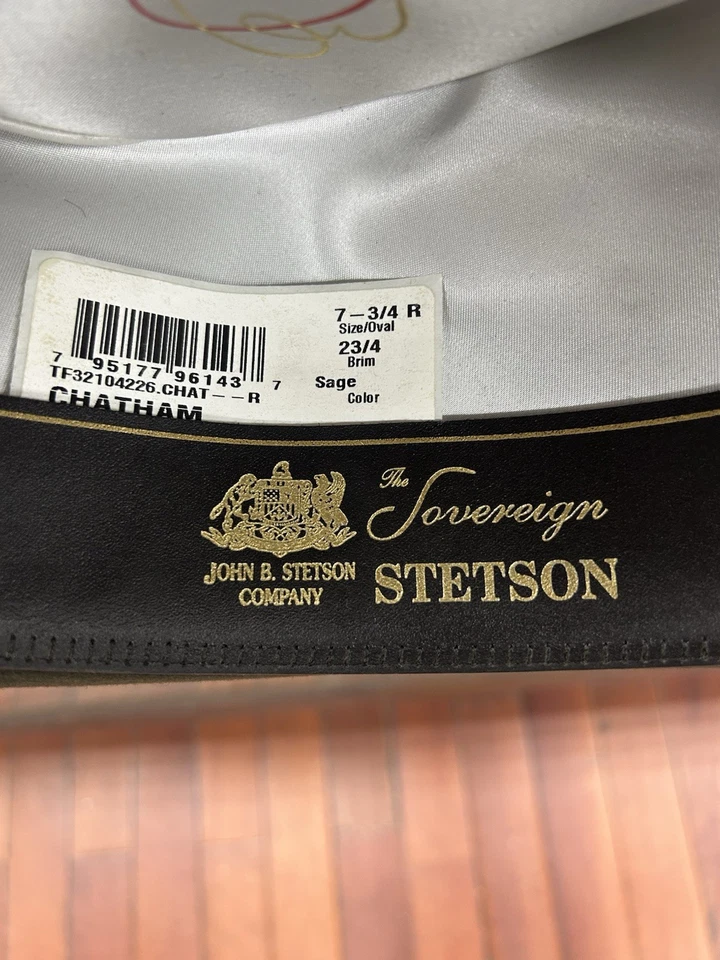 7-3/4 R
Size/Oval
23/4
Brim
Sage
Color
7 95177 96143 7
TF32104226.CHAT--R
CHATHAM
The Sovereign
STETSON
JOHN B. STETSON
COMPANY